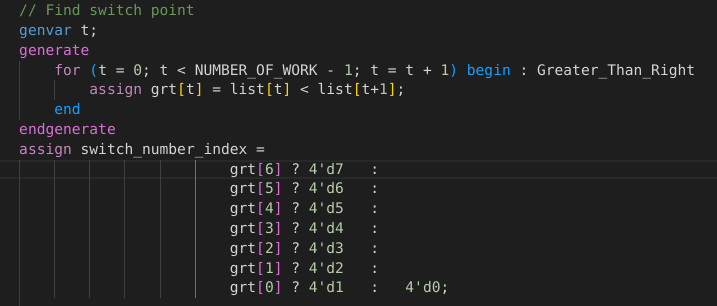 // Find switch point
genvar t;
generate
    for (t = 0; t < NUMBER_OF_WORK - 1; t = t + 1) begin : Greater_Than_Right
        assign grt[t] = list[t] < list[t+1];
    end
endgenerate
assign switch_number_index =
                        grt[6] ? 4'd7   :
                        grt[5] ? 4'd6   :
                        grt[4] ? 4'd5   :
                        grt[3] ? 4'd4   :
                        grt[2] ? 4'd3   :
                        grt[1] ? 4'd2   :
                        grt[0] ? 4'd1   :   4'd0;